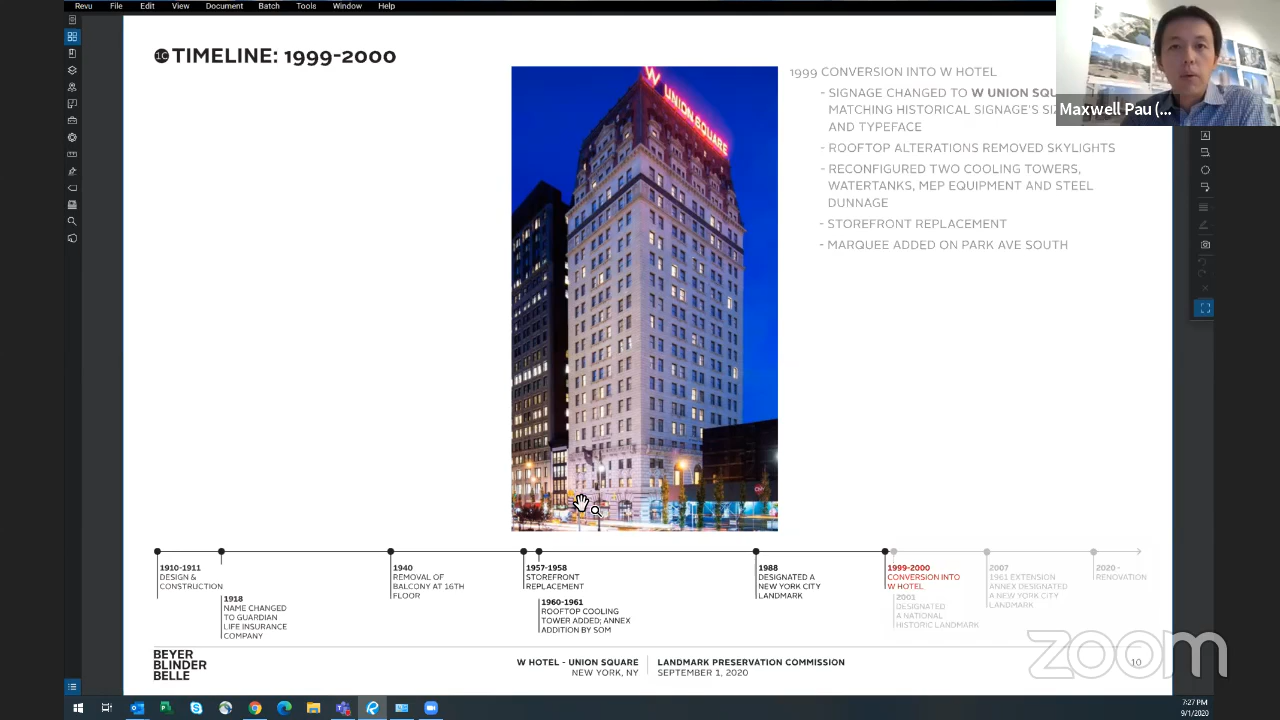 Revu File Edit View Document Batch Tools Window Help
1C TIMELINE: 1999-2000
1999 CONVERSION INTO W HOTEL
- SIGNAGE CHANGED TO W UNION
MATCHING HISTORICAL SIGNAGE'S
AND TYPEFACE
- ROOFTOP ALTERATIONS REMOVED SKYLIGHTS
- RECONFIGURED TWO COOLING TOWERS,
WATERTANKS, MEP EQUIPMENT AND STEEL
DUNNAGE
- STOREFRONT REPLACEMENT
- MARQUEE ADDED ON PARK AVE SOUTH
Maxwell Pau (...
W UNION SQUARE
1910-1911
DESIGN &
CONSTRUCTION
1918
NAME CHANGED
TO GUARDIAN
LIFE INSURANCE
COMPANY
1940
REMOVAL OF
BALCONY AT 16TH
FLOOR
1957-1958
STOREFRONT
REPLACEMENT
1960-1961
ROOFTOP COOLING
TOWER ADDED; ANNEX
ADDITION BY SOM
1988
DESIGNATED A
NEW YORK CITY
LANDMARK
1999-2000
CONVERSION INTO
W HOTEL
2001
DESIGNATED
A NATIONAL
HISTORIC LANDMARK
2007
1961 EXTENSION
ANNEX DESIGNATED
A NEW YORK CITY
LANDMARK
2020 -
RENOVATION
BEYER
BLINDER
BELLE
W HOTEL - UNION SQUARE
NEW YORK, NY
LANDMARK PRESERVATION COMMISSION
SEPTEMBER 1, 2020
10
zoom
7:27 PM
9/1/2020